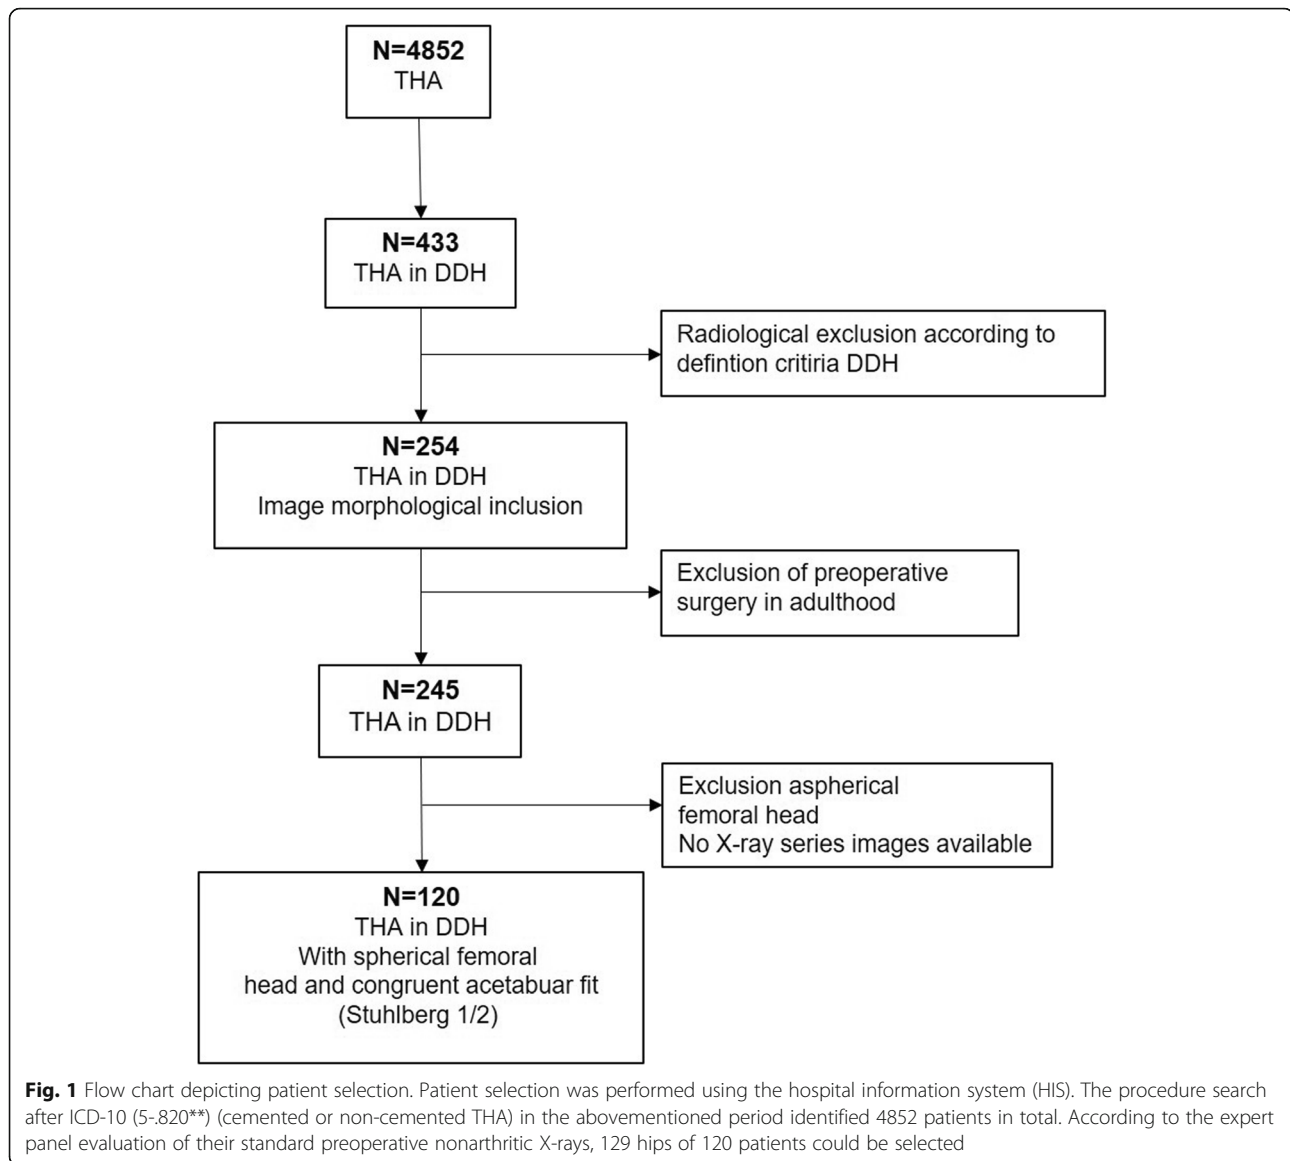 N=4852
THA
N=433
THA in DDH
Radiological exclusion according to
defintion critiria DDH
N=254
THA in DDH
Image morphological inclusion
Exclusion of preoperative
surgery in adulthood
N=245
THA in DDH
Exclusion aspherical
femoral head
No X-ray series images available
N=120
THA in DDH
With spherical femoral
head and congruent acetabuar fit
(Stuhlberg 1/2)
Fig. 1 Flow chart depicting patient selection. Patient selection was performed using the hospital information system (HIS). The procedure search
after ICD-10 (5-.820**) (cemented or non-cemented THA) in the abovementioned period identified 4852 patients in total. According to the expert
panel evaluation of their standard preoperative nonarthritic X-rays, 129 hips of 120 patients could be selected